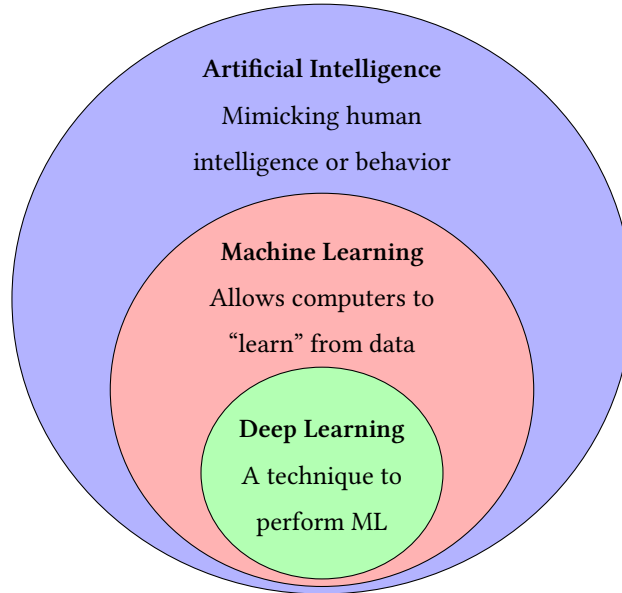 Artificial Intelligence
Mimicking human
intelligence or behavior
Machine Learning
Allows computers to
“learn” from data
Deep Learning
A technique to
perform ML